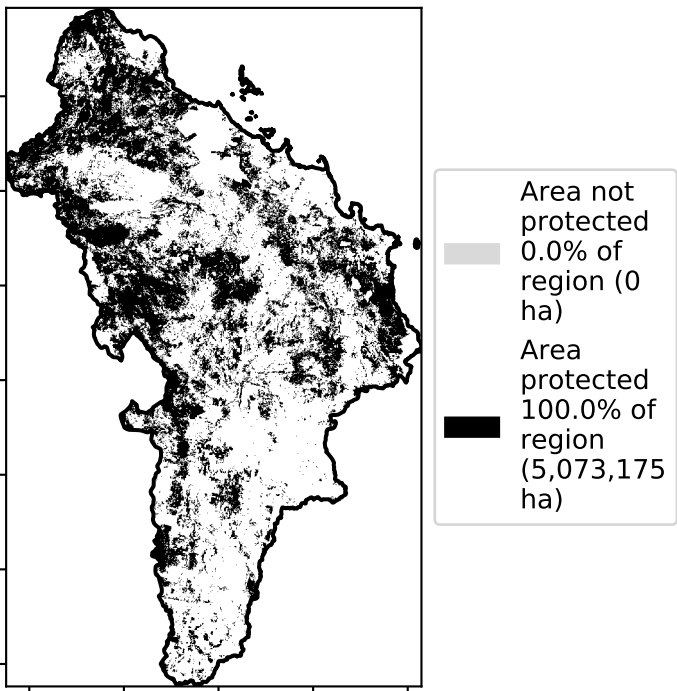 Area not
protected
0.0% of
region (0
ha)
Area
protected
100.0% of
region
(5,073,175
ha)